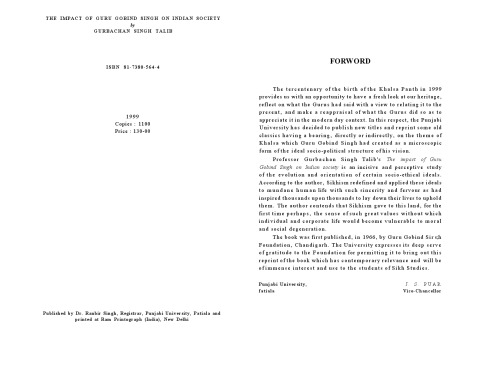 THE IMPACT OF GURU GOBIND SINGH ON INDIAN SOCIETY
by
GURBACHAN SINGH TALIB
ISBN 81-7380-564-4
1999
Copies : 1100
Price : 130-00
Published by Dr. Ranbir Singh, Registrar, Punjabi University, Patiala and
printed at Ram Printograph (India), New Delhi
FORWORD
The tercentenary of the birth of the Khalsa Panth in 1999
provides us with an opportunity to have a fresh look at our heritage,
reflect on what the Gurus had said with a view to relating it to the
present, and make a reappraisal of what the Gurus did so as to
appreciate it in the modern day context. In this respect, the Punjabi
University has decided to publish new titles and reprint some old
classics having a bearing, directly or indirectly, on the theme of
Khalsa which Guru Gobind Singh had created as a microscopic
form of the ideal socio-political structure of his vision.
Professor Gurbachan Singh Talib's The impact of Guru
Gobind Singh on Indian society is an incisive and perceptive study
of the evolution and orientation of certain socio-ethical ideals.
According to the author, Sikhism redefined and applied these ideals
to mundane human life with such sincerity and fervour as had
inspired thousands upon thousands to lay down their lives to uphold
them. The author contends that Sikhism gave to this land, for the
first time perhaps, the sense of such great values without which
individual and corporate life would become vulnerable to moral
and social degeneration.
The book was first published, in 1966, by Guru Gobind Singh
Foundation, Chandigarh. The University expresses its deep serve
of gratitude to the Foundation for permitting it to bring out this
reprint of the book which has contemporary relevance and will be
of immense interest and use to the students of Sikh Studies.
Punjabi University, J. S. PUAR
Patiala Vice-Chancellor